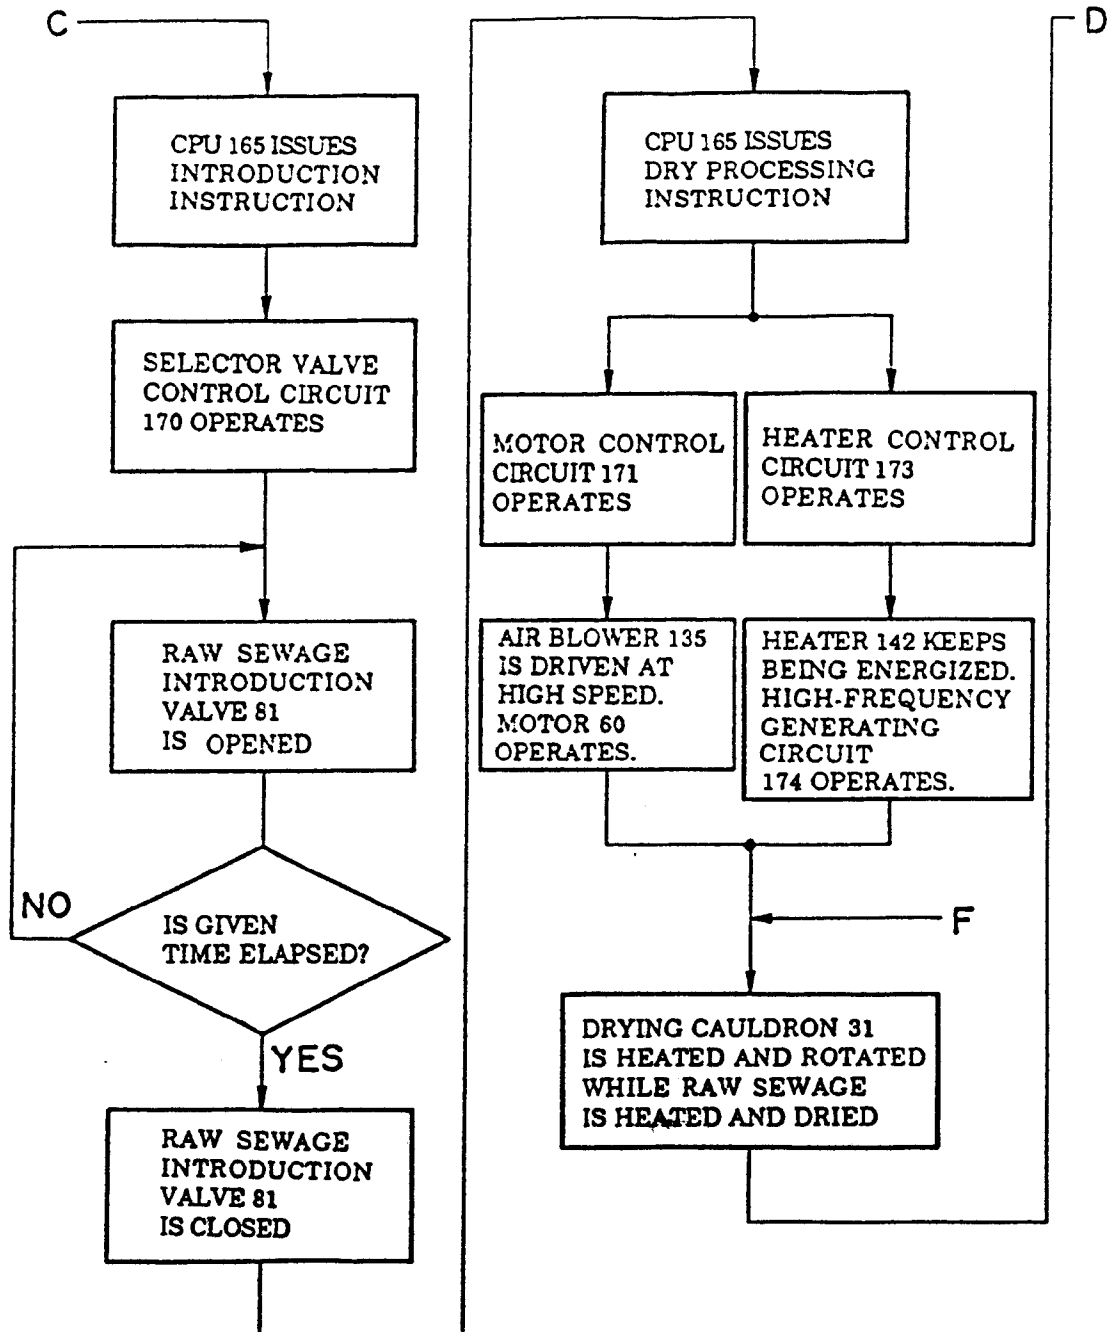 C
CPU 165 ISSUES
INTRODUCTION
INSTRUCTION
SELECTOR VALVE
CONTROL CIRCUIT
170 OPERATES
RAW SEWAGE
INTRODUCTION
VALVE 81
IS OPENED
NO
IS GIVEN
TIME ELAPSED?
YES
RAW SEWAGE
INTRODUCTION
VALVE 81
IS CLOSED
CPU 165 ISSUES
DRY PROCESSING
INSTRUCTION
MOTOR CONTROL
CIRCUIT 171
OPERATES
HEATER CONTROL
CIRCUIT 173
OPERATES
AIR BLOWER 135
IS DRIVEN AT
HIGH SPEED.
MOTOR 60
OPERATES.
HEATER 142 KEEPS
BEING ENERGIZED.
HIGH-FREQUENCY
GENERATING
CIRCUIT
174 OPERATES.
F
DRYING CAULDRON 31
IS HEATED AND ROTATED
WHILE RAW SEWAGE
IS HEATED AND DRIED
D